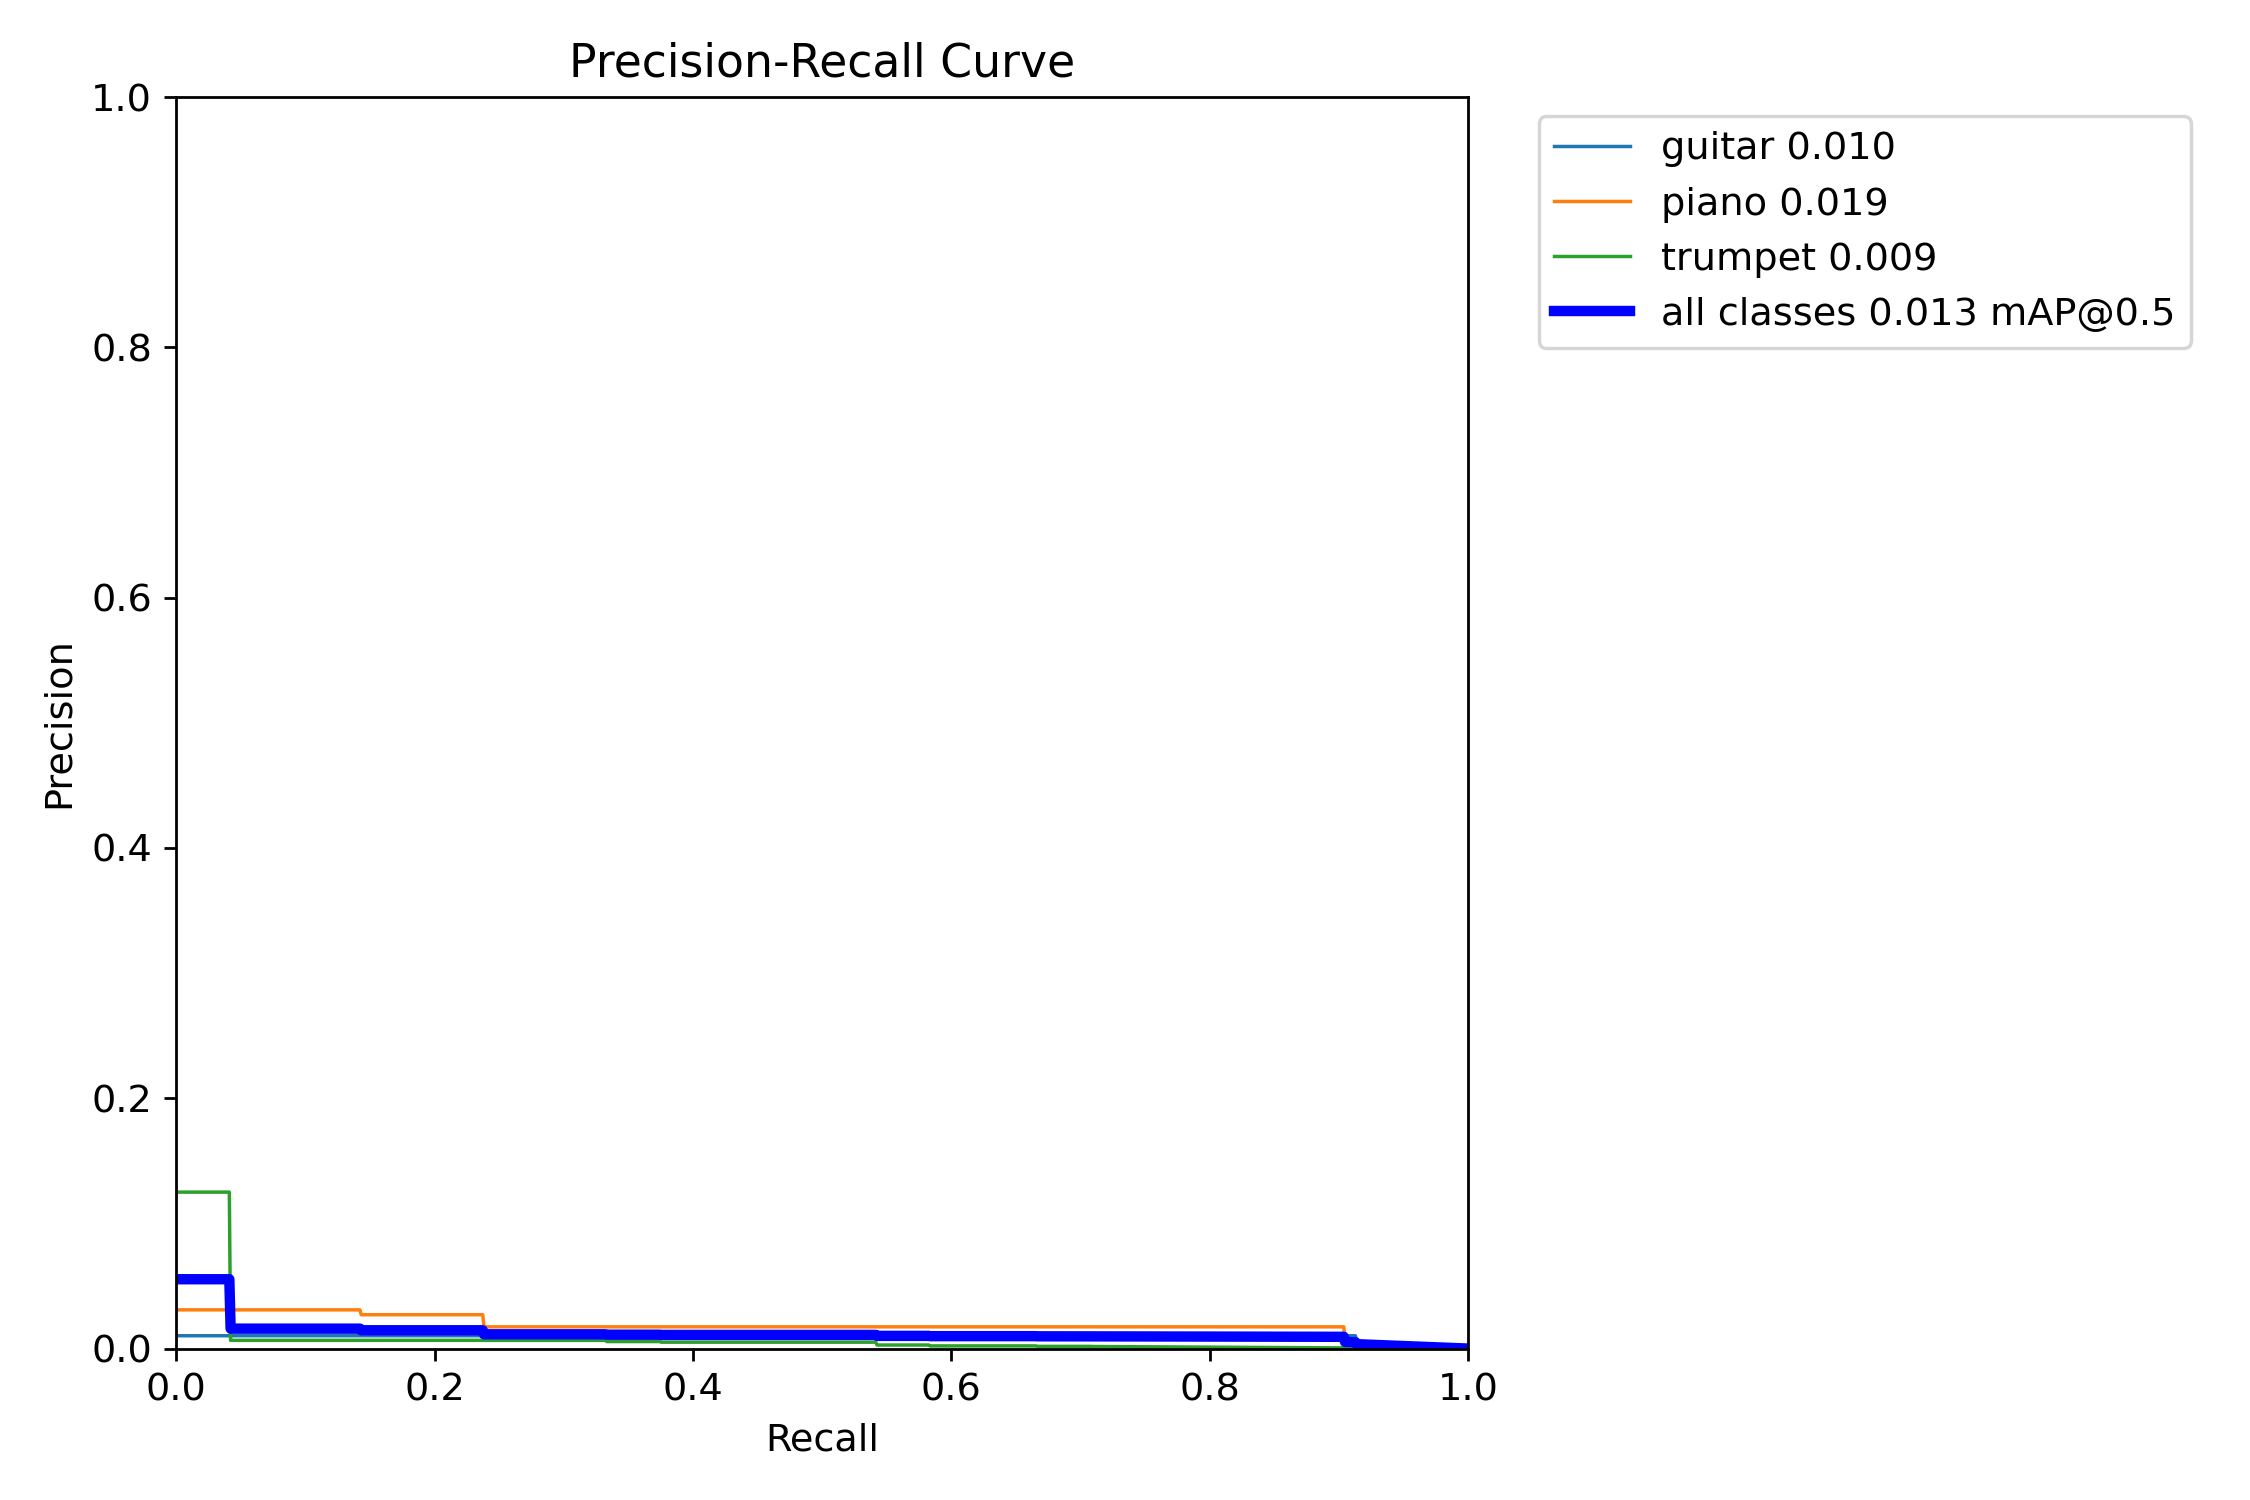 Precision-Recall Curve
1.0
0.8
0.6
0.4
0.2
0.0
Precision
0.0 0.2 0.4 0.6 0.8 1.0
Recall
guitar 0.010
piano 0.019
trumpet 0.009
all classes 0.013 mAP@0.5